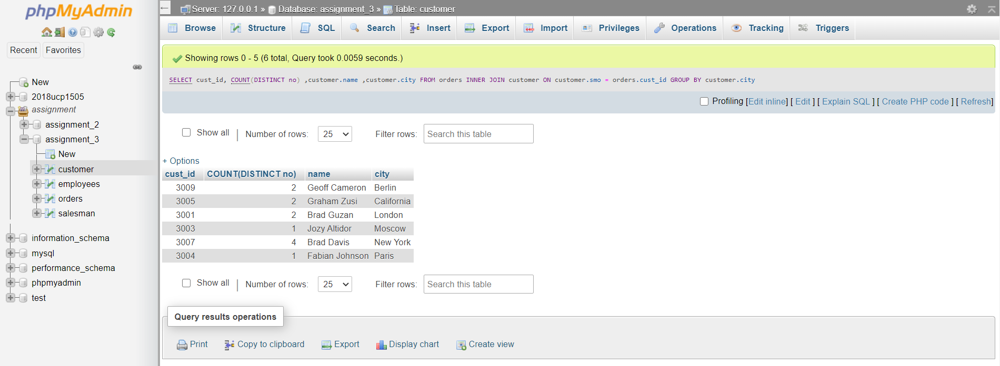 phpMyAdmin
Recent Favorites
New
2018ucp1505
assignment
assignment_2
assignment_3
New
customer
employees
orders
salesman
information_schema
mysql
performance_schema
phpmyadmin
test
Server: 127.0.0.1 » Database: assignment_3 » Table: customer
Browse Structure SQL Search Insert Export Import Privileges Operations Tracking Triggers
Showing rows 0 - 5 (6 total, Query took 0.0059 seconds.)
SELECT cust_id, COUNT(DISTINCT no) ,customer.name ,customer.city FROM orders INNER JOIN customer ON customer.smo = orders.cust_id GROUP BY customer.city
Profiling [Edit inline] [ Edit ] [ Explain SQL ] [ Create PHP code ] [ Refresh]
Show all | Number of rows: 25 Filter rows: Search this table
+ Options
cust_id COUNT(DISTINCT no) name city
3009 2 Geoff Cameron Berlin
3005 2 Graham Zusi California
3001 2 Brad Guzan London
3003 1 Jozy Altidor Moscow
3007 4 Brad Davis New York
3004 1 Fabian Johnson Paris
Show all | Number of rows: 25 Filter rows: Search this table
Query results operations
Print Copy to clipboard Export Display chart Create view